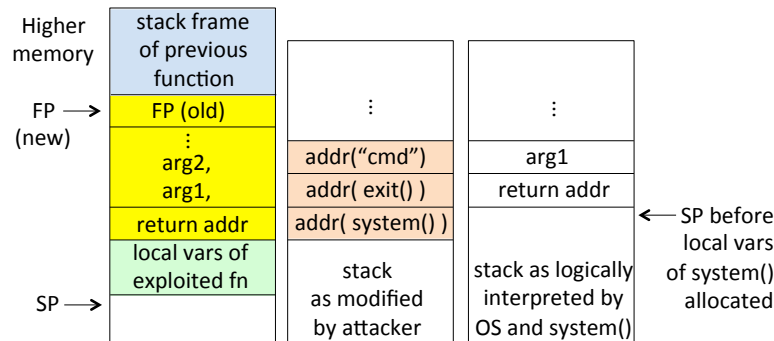 Higher
memory
FP
(new)
SP
stack frame
of previous
function
FP (old)
⋮
arg2,
arg1,
return addr
local vars of
exploited fn
⋮
addr(“cmd”)
addr( exit() )
addr( system() )
stack
as modified
by attacker
⋮
arg1
return addr
stack as logically
interpreted by
OS and system()
SP before
local vars
of system()
allocated